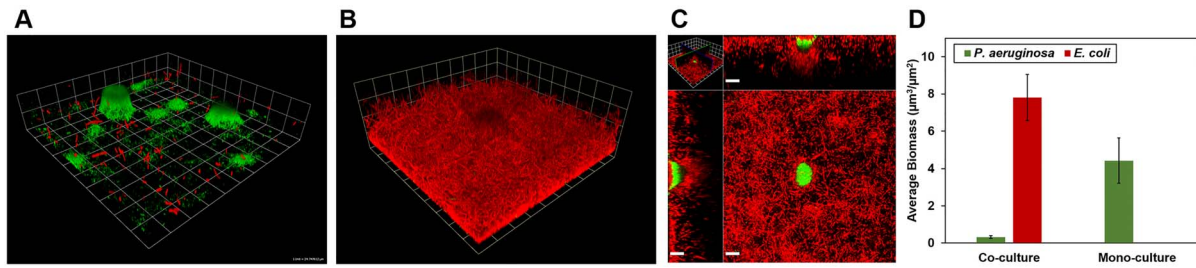 A
B
C
D
P. aeruginosa
E. coli
Average Biomass (µm³/µm²)
10
8
6
4
2
0
Co-culture
Mono-culture